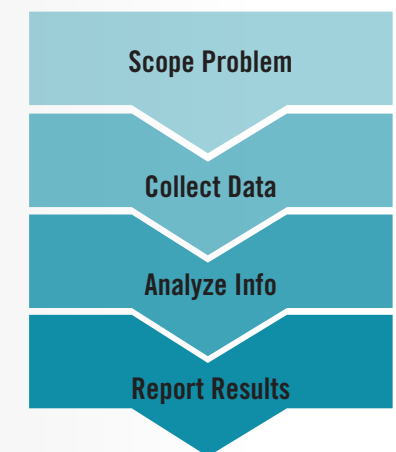 Scope Problem
Collect Data
Analyze Info
Report Results